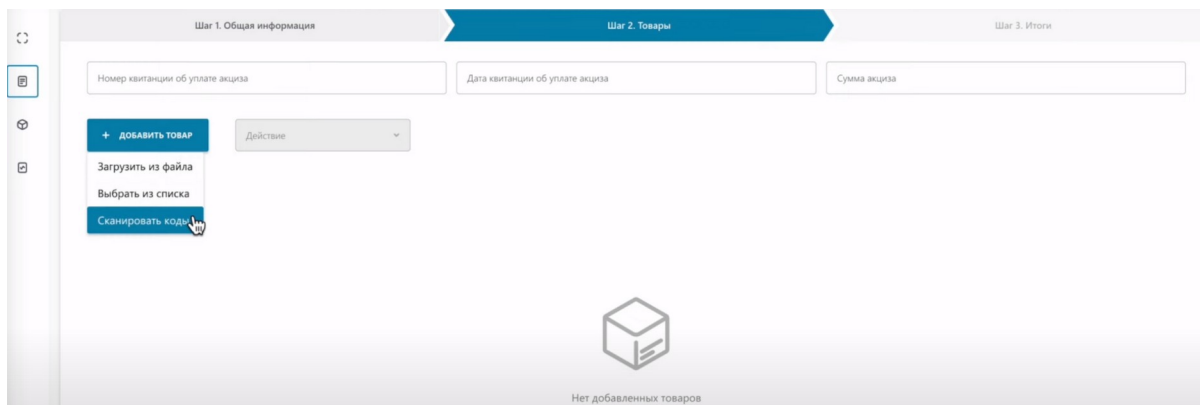 Шаг 1. Общая информация
Шаг 2. Товары
Шаг 3. Итоги
Номер квитанции об уплате акциза
Дата квитанции об уплате акциза
Сумма акциза
+ ДОБАВИТЬ ТОВАР
Действие
Загрузить из файла
Выбрать из списка
Сканировать коды
Нет добавленных товаров